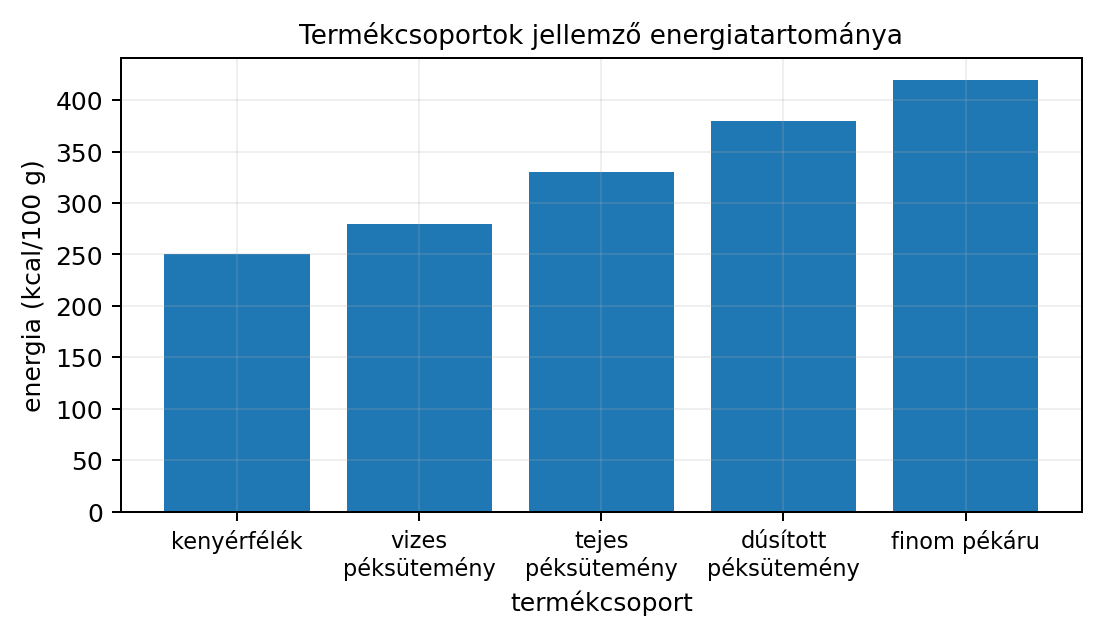 Termékcsoportok jellemző energiatartománya
energia (kcal/100 g)
400
350
300
250
200
150
100
50
0
kenyérfélék
vizes
péksütemény
tejes
péksütemény
dúsított
péksütemény
finom pékáru
termékcsoport